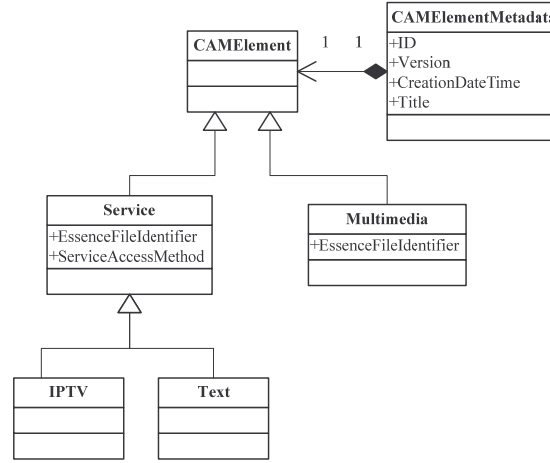 CAMElementMetadata
CAMElement
1 1
+ID
+Version
+CreationDateTime
+Title
Service
+EssenceFileIdentifier
+ServiceAccessMethod
Multimedia
+EssenceFileIdentifier
IPTV
Text